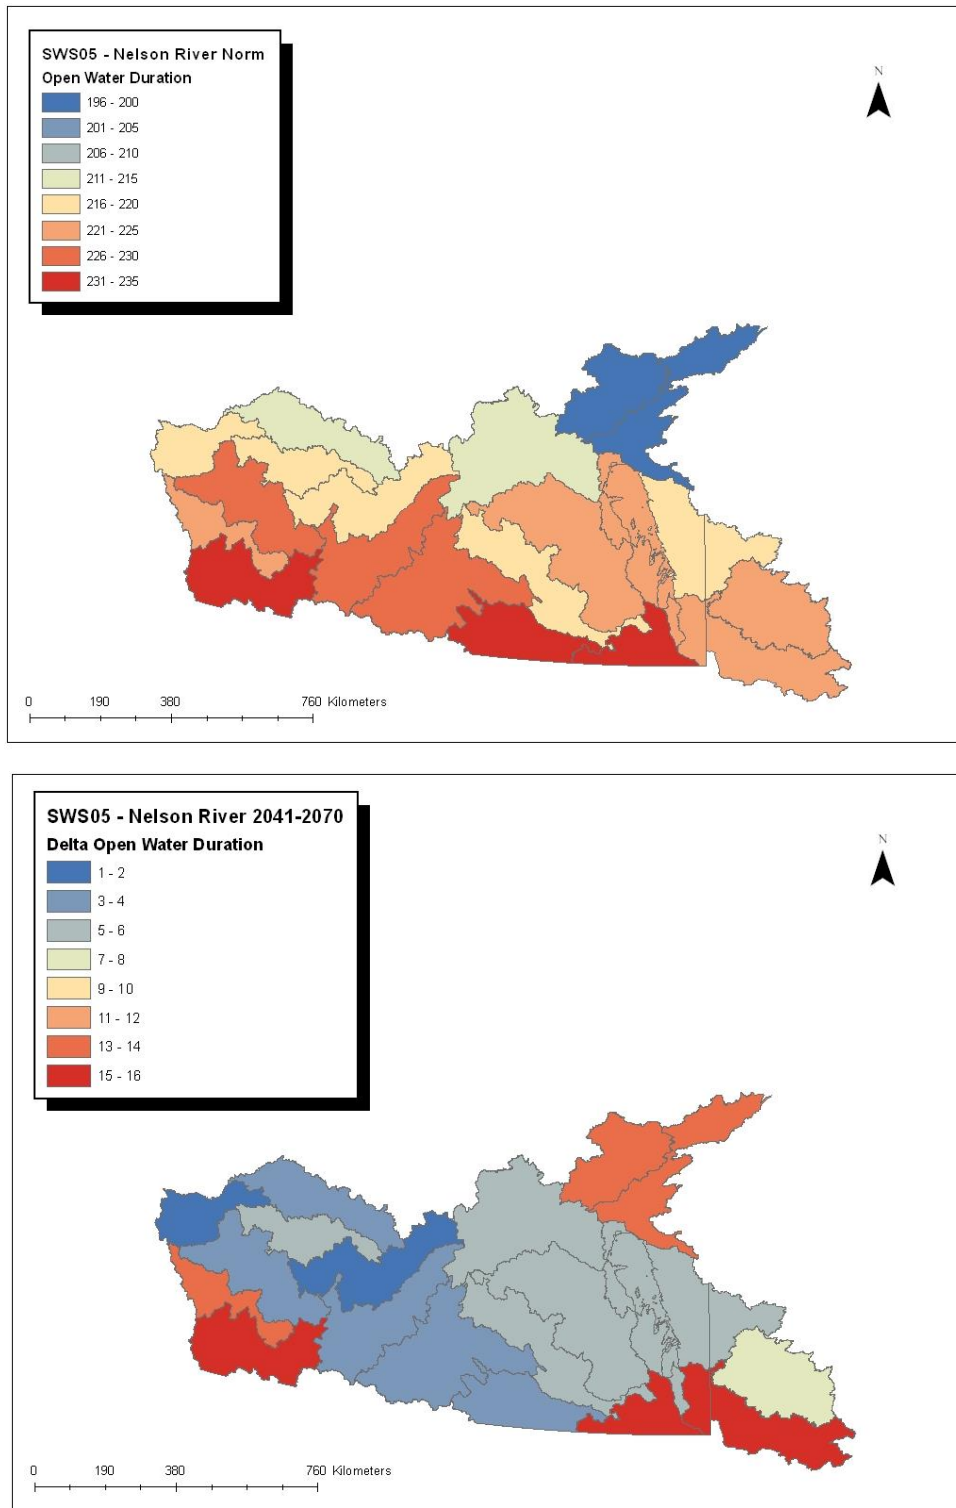 SWS05 - Nelson River Norm
Open Water Duration
196 - 200
201 - 205
206 - 210
211 - 215
216 - 220
221 - 225
226 - 230
231 - 235
N
0 190 380 760 Kilometers
SWS05 - Nelson River 2041-2070
Delta Open Water Duration
1 - 2
3 - 4
5 - 6
7 - 8
9 - 10
11 - 12
13 - 14
15 - 16
N
0 190 380 760 Kilometers